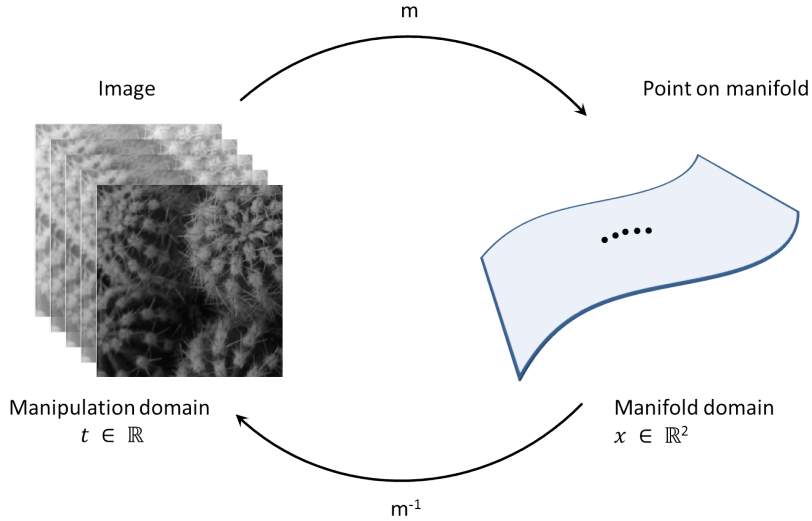 m
Image
Point on manifold
Manipulation domain
t ∈ ℝ
Manifold domain
x ∈ ℝ²
m⁻¹